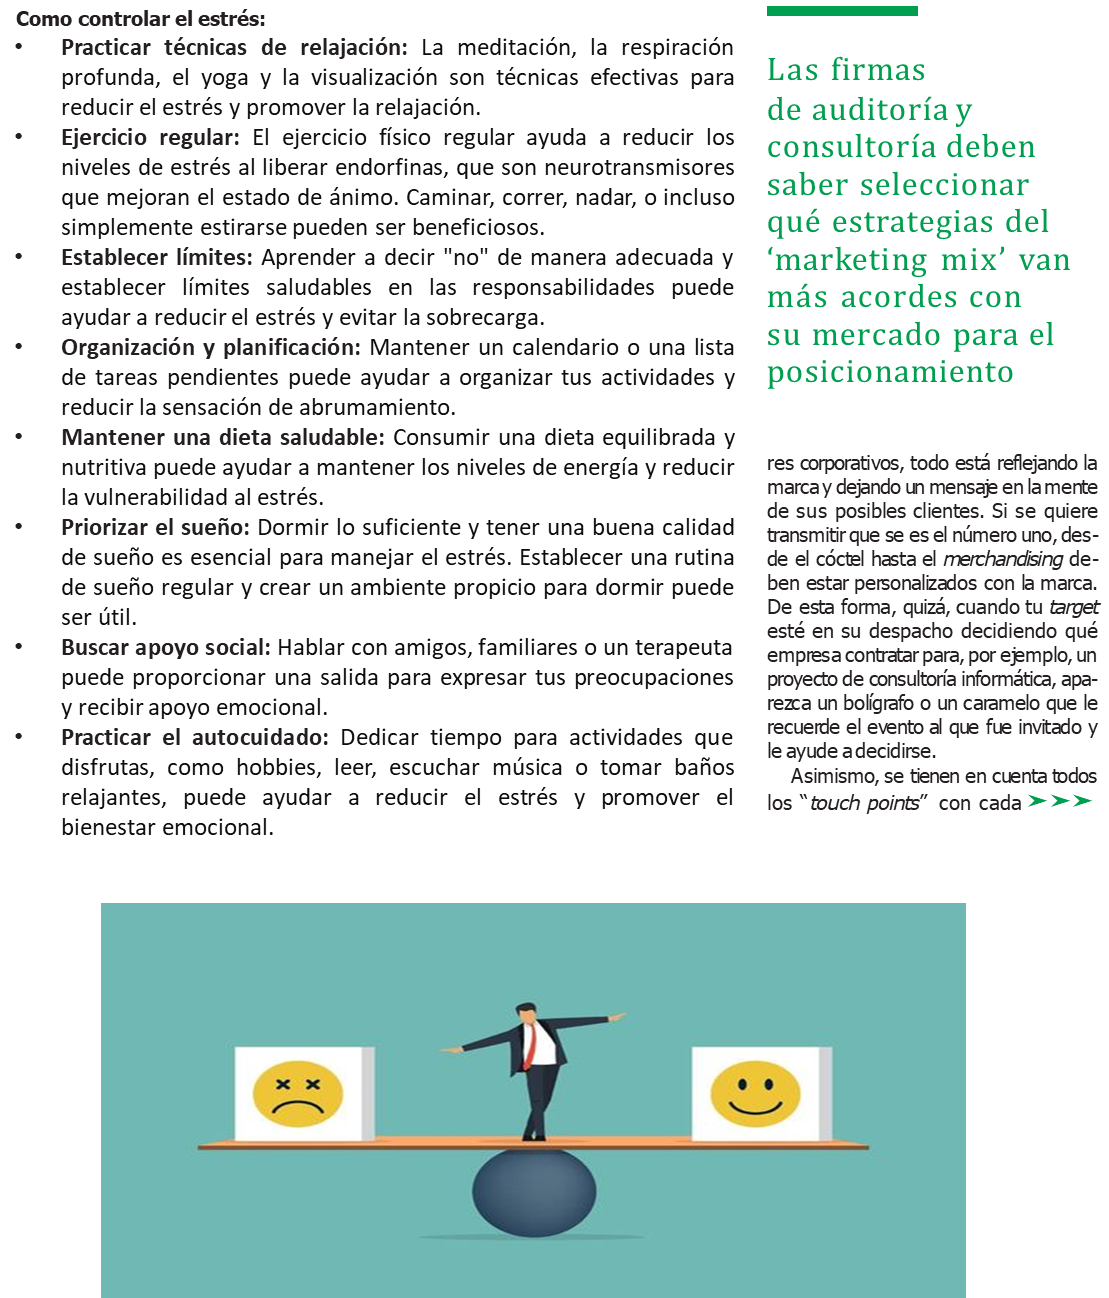 Como controlar el estrés:
• Practicar técnicas de relajación: La meditación, la respiración
profunda, el yoga y la visualización son técnicas efectivas para
reducir el estrés y promover la relajación.
• Ejercicio regular: El ejercicio físico regular ayuda a reducir los
niveles de estrés al liberar endorfinas, que son neurotransmisores
que mejoran el estado de ánimo. Caminar, correr, nadar, o incluso
simplemente estirarse pueden ser beneficiosos.
• Establecer límites: Aprender a decir "no" de manera adecuada y
establecer límites saludables en las responsabilidades puede
ayudar a reducir el estrés y evitar la sobrecarga.
• Organización y planificación: Mantener un calendario o una lista
de tareas pendientes puede ayudar a organizar tus actividades y
reducir la sensación de abrumamiento.
• Mantener una dieta saludable: Consumir una dieta equilibrada y
nutritiva puede ayudar a mantener los niveles de energía y reducir
la vulnerabilidad al estrés.
• Priorizar el sueño: Dormir lo suficiente y tener una buena calidad
de sueño es esencial para manejar el estrés. Establecer una rutina
de sueño regular y crear un ambiente propicio para dormir puede
ser útil.
• Buscar apoyo social: Hablar con amigos, familiares o un terapeuta
puede proporcionar una salida para expresar tus preocupaciones
y recibir apoyo emocional.
• Practicar el autocuidado: Dedicar tiempo para actividades que
disfrutas, como hobbies, leer, escuchar música o tomar baños
relajantes, puede ayudar a reducir el estrés y promover el
bienestar emocional.
Las firmas
de auditoría y
consultoría deben
saber seleccionar
qué estrategias del
‘marketing mix’ van
más acordes con
su mercado para el
posicionamiento
res corporativos, todo está reflejando la
marca y dejando un mensaje en la mente
de sus posibles clientes. Si se quiere
transmitir que se es el número uno, des-
de el cóctel hasta el merchandising de-
ben estar personalizados con la marca.
De esta forma, quizá, cuando tu target
esté en su despacho decidiendo qué
empresa contratar para, por ejemplo, un
proyecto de consultoría informática, apa-
rezca un bolígrafo o un caramelo que le
recuerde el evento al que fue invitado y
le ayude a decidirse.
Asimismo, se tienen en cuenta todos
los “touch points” con cada ➤➤➤